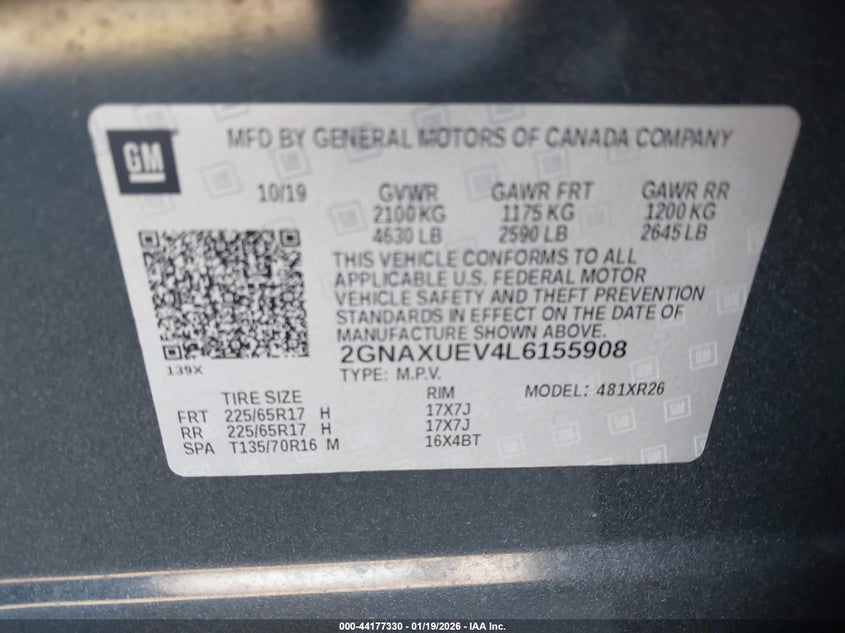 GM
MFD BY GENERAL MOTORS OF CANADA COMPANY
10/19 GVWR GAWR FRT GAWR RR
2100 KG 1175 KG 1200 KG
4630 LB 2590 LB 2645 LB
THIS VEHICLE CONFORMS TO ALL
APPLICABLE U.S. FEDERAL MOTOR
VEHICLE SAFETY AND THEFT PREVENTION
STANDARDS IN EFFECT ON THE DATE OF
MANUFACTURE SHOWN ABOVE.
2GNAXUEV4L6155908
139X
TYPE: M.P.V.
TIRE SIZE RIM MODEL: 481XR26
FRT 225/65R17 H 17X7J
RR 225/65R17 H 17X7J
SPA T135/70R16 M 16X4BT
000-44177330 - 01/19/2026 - IAA Inc.